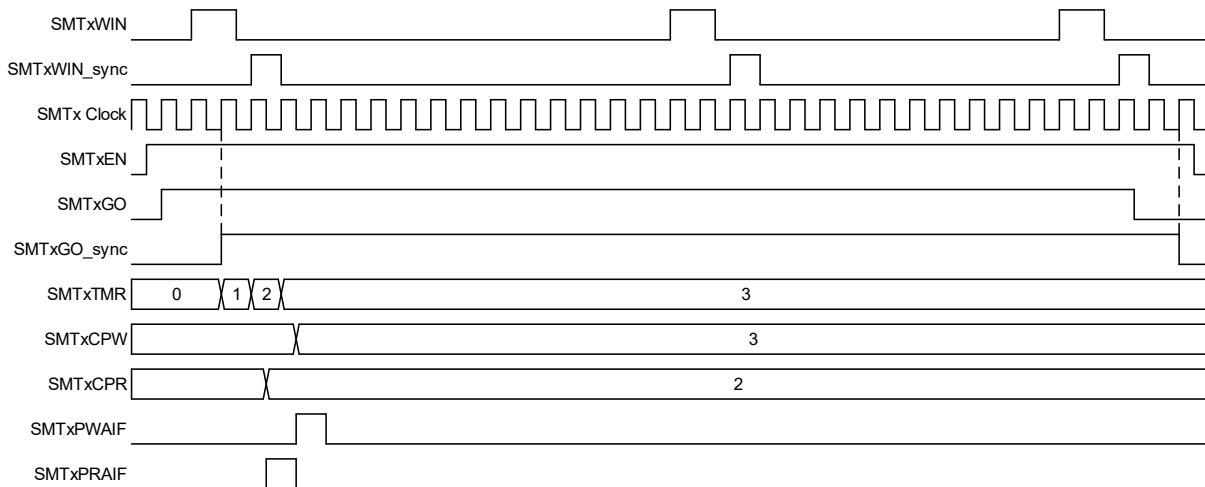 SMTxWIN
SMTxWIN_sync
SMTx Clock
SMTxEN
SMTxGO
SMTxGO_sync
SMTxTMR 0 1 2 3
SMTxCPW 3
SMTxCPR 2
SMTxPWAIF
SMTxPRAIF